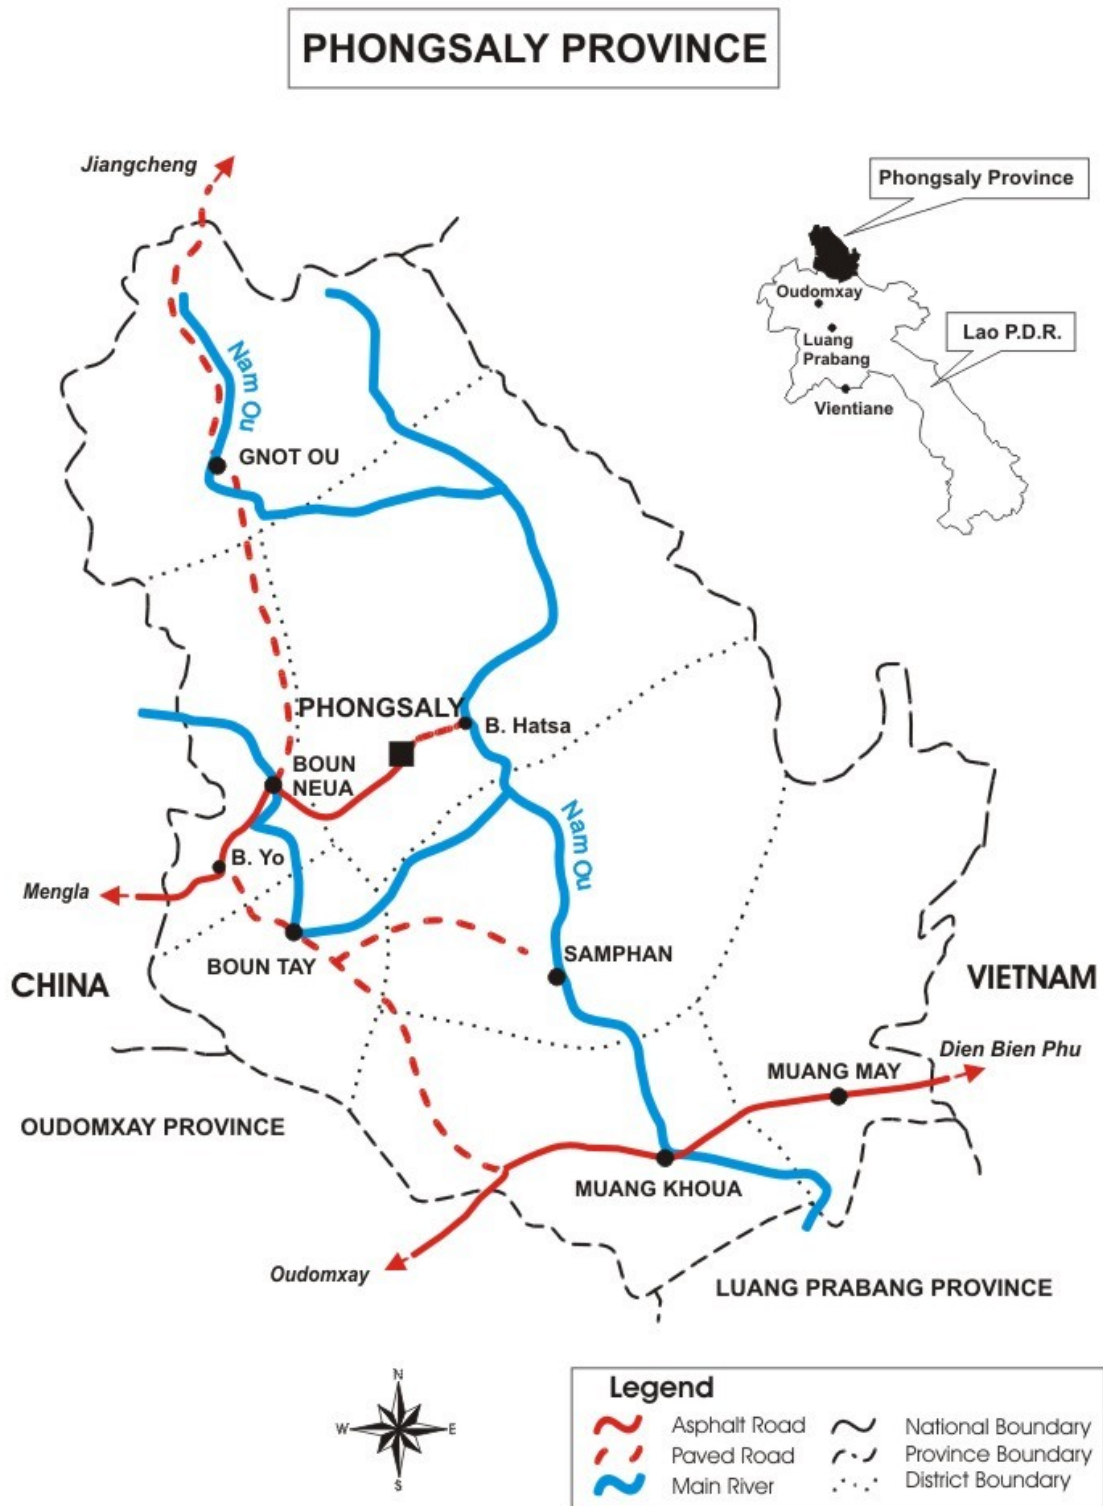 PHONGSALY PROVINCE
Jiangcheng
Phongsaly Province
Oudomxay
Luang
Prabang
Lao P.D.R.
Vientiane
Nam Ou
GNOT OU
PHONGSALY
B. Hatsa
BOUN
NEUA
Nam Ou
B. Yo
Mengla
BOUN TAY
SAMPHAN
CHINA
VIETNAM
Dien Bien Phu
MUANG MAY
OUDOMXAY PROVINCE
MUANG KHOUA
Oudomxay
LUANG PRABANG PROVINCE
N
W
E
S
Legend
Asphalt Road
National Boundary
Paved Road
Province Boundary
Main River
District Boundary